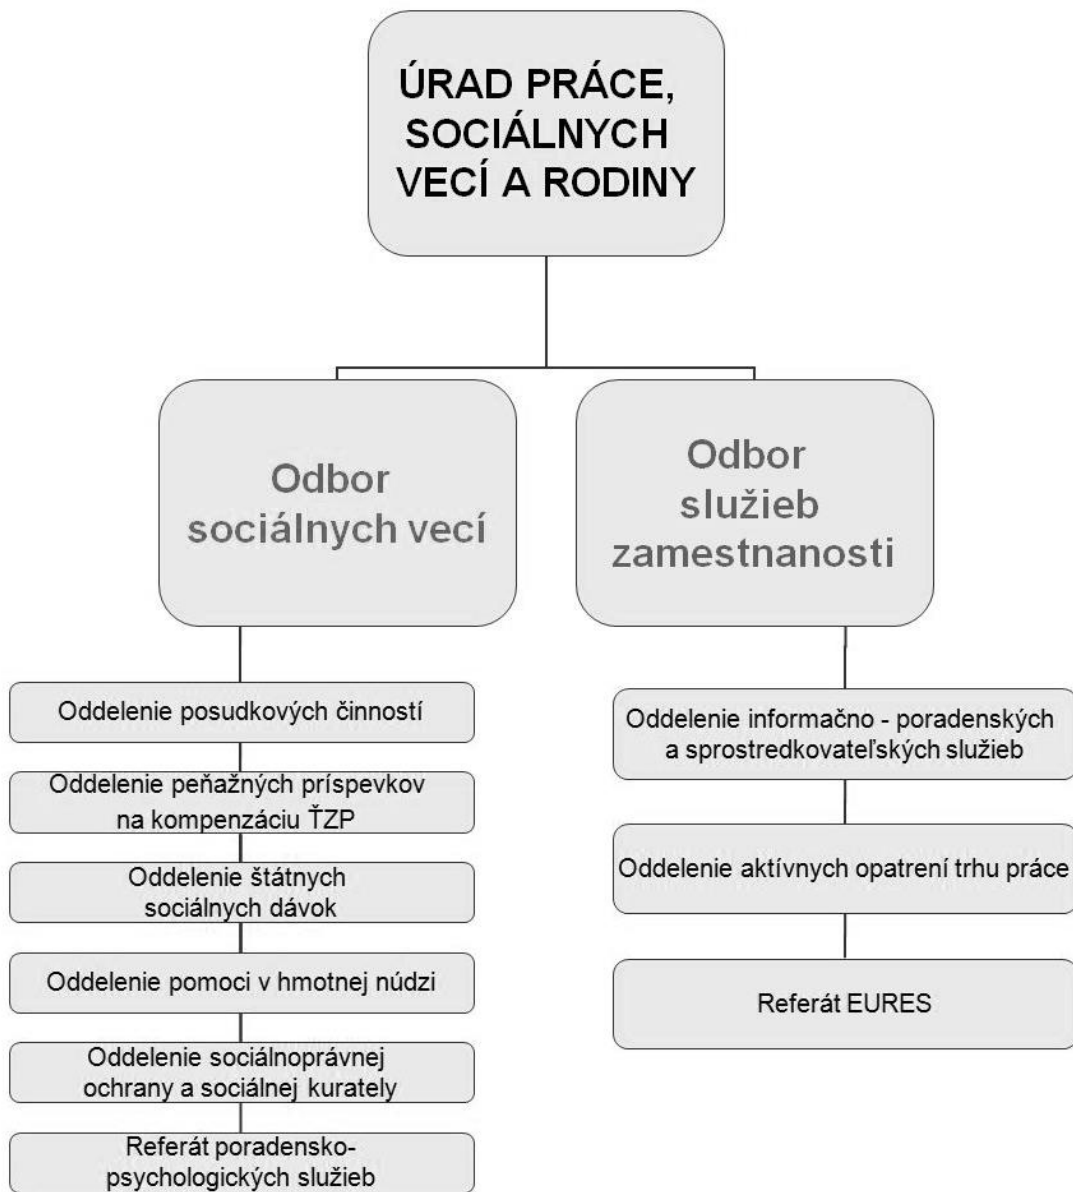 ÚRAD PRÁCE,
SOCIÁLNYCH
VECÍ A RODINY
Odbor
sociálnych vecí
Oddelenie posudkových činností
Oddelenie peňažných príspevkov
na kompenzáciu ŤZP
Oddelenie štátnych
sociálnych dávok
Oddelenie pomoci v hmotnej núdzi
Oddelenie sociálnoprávnej
ochrany a sociálnej kurately
Referát poradensko-
psychologických služieb
Odbor
služieb
zamestnanosti
Oddelenie informačno - poradenských
a sprostredkovateľských služieb
Oddelenie aktívnych opatrení trhu práce
Referát EURES